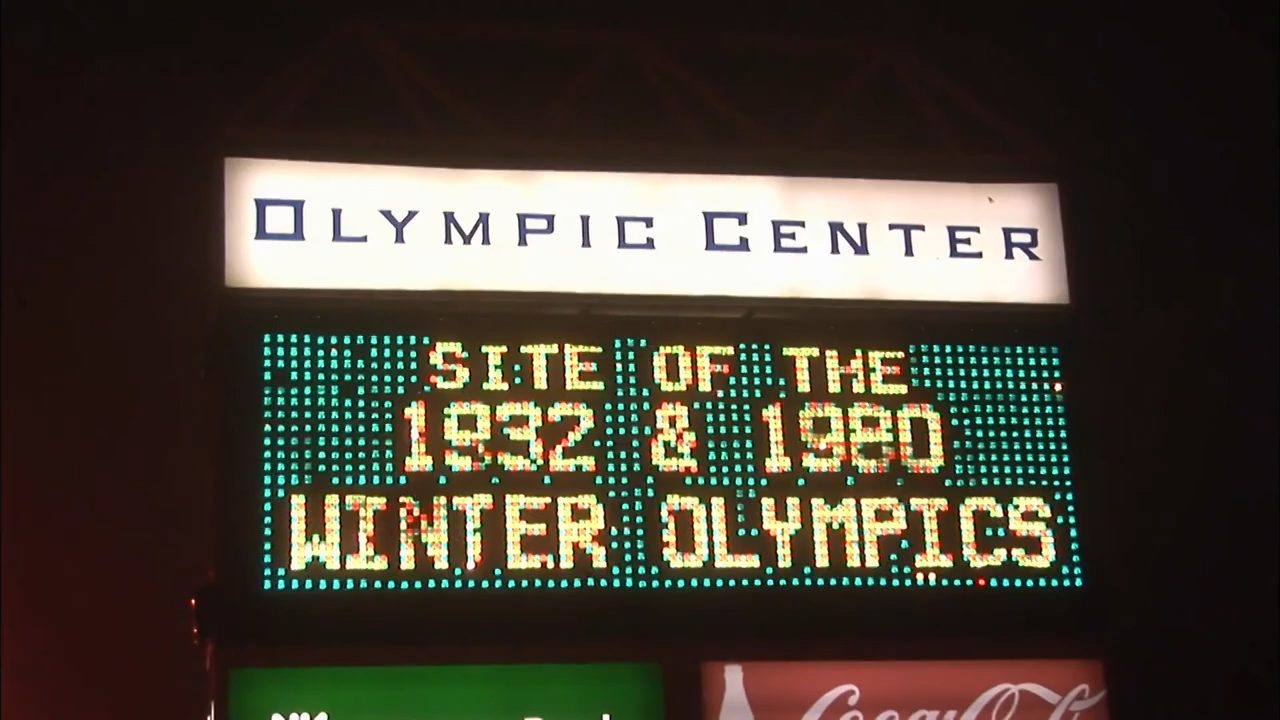 OLYMPIC CENTER
SITE OF THE
1932 & 1980
WINTER OLYMPICS
Coca-Cola